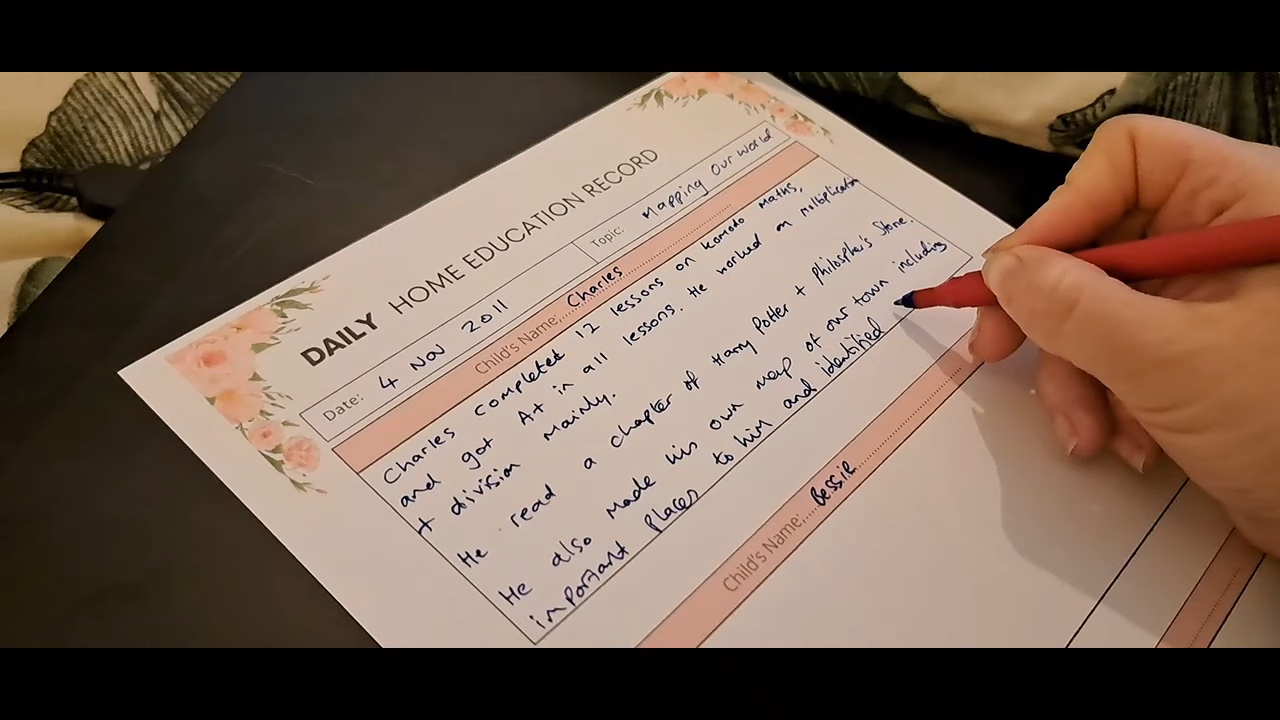 DAILY HOME EDUCATION RECORD
Date: 4 NOV 2011 Topic: Mapping Our World
Child's Name: Charles
Charles completed 12 lessons on Komodo Maths,
and got A+ in all lessons. He worked on multiplication
+ division mainly.
He read a chapter of Harry Potter + Philospher's Stone.
He also made his own map of our town including
important places to him and identified
Child's Name: Bessie